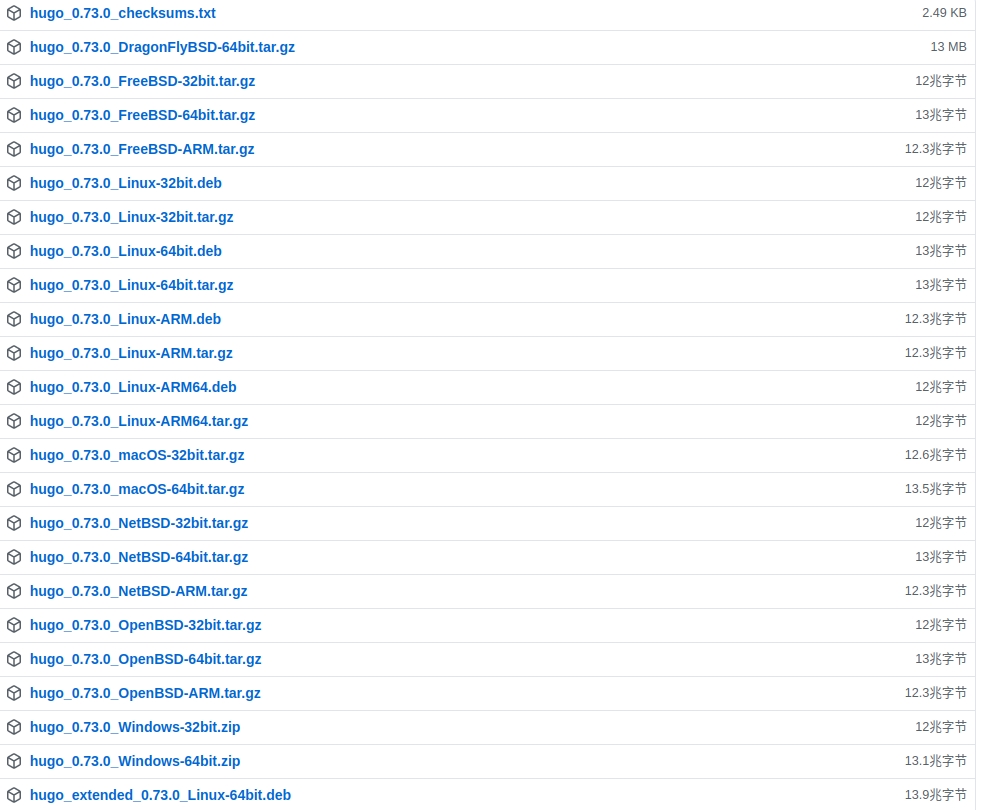 hugo_0.73.0_checksums.txt 2.49 KB
hugo_0.73.0_DragonFlyBSD-64bit.tar.gz 13 MB
hugo_0.73.0_FreeBSD-32bit.tar.gz 12兆字节
hugo_0.73.0_FreeBSD-64bit.tar.gz 13兆字节
hugo_0.73.0_FreeBSD-ARM.tar.gz 12.3兆字节
hugo_0.73.0_Linux-32bit.deb 12兆字节
hugo_0.73.0_Linux-32bit.tar.gz 12兆字节
hugo_0.73.0_Linux-64bit.deb 13兆字节
hugo_0.73.0_Linux-64bit.tar.gz 13兆字节
hugo_0.73.0_Linux-ARM.deb 12.3兆字节
hugo_0.73.0_Linux-ARM.tar.gz 12.3兆字节
hugo_0.73.0_Linux-ARM64.deb 12兆字节
hugo_0.73.0_Linux-ARM64.tar.gz 12兆字节
hugo_0.73.0_macOS-32bit.tar.gz 12.6兆字节
hugo_0.73.0_macOS-64bit.tar.gz 13.5兆字节
hugo_0.73.0_NetBSD-32bit.tar.gz 12兆字节
hugo_0.73.0_NetBSD-64bit.tar.gz 13兆字节
hugo_0.73.0_NetBSD-ARM.tar.gz 12.3兆字节
hugo_0.73.0_OpenBSD-32bit.tar.gz 12兆字节
hugo_0.73.0_OpenBSD-64bit.tar.gz 13兆字节
hugo_0.73.0_OpenBSD-ARM.tar.gz 12.3兆字节
hugo_0.73.0_Windows-32bit.zip 12兆字节
hugo_0.73.0_Windows-64bit.zip 13.1兆字节
hugo_extended_0.73.0_Linux-64bit.deb 13.9兆字节